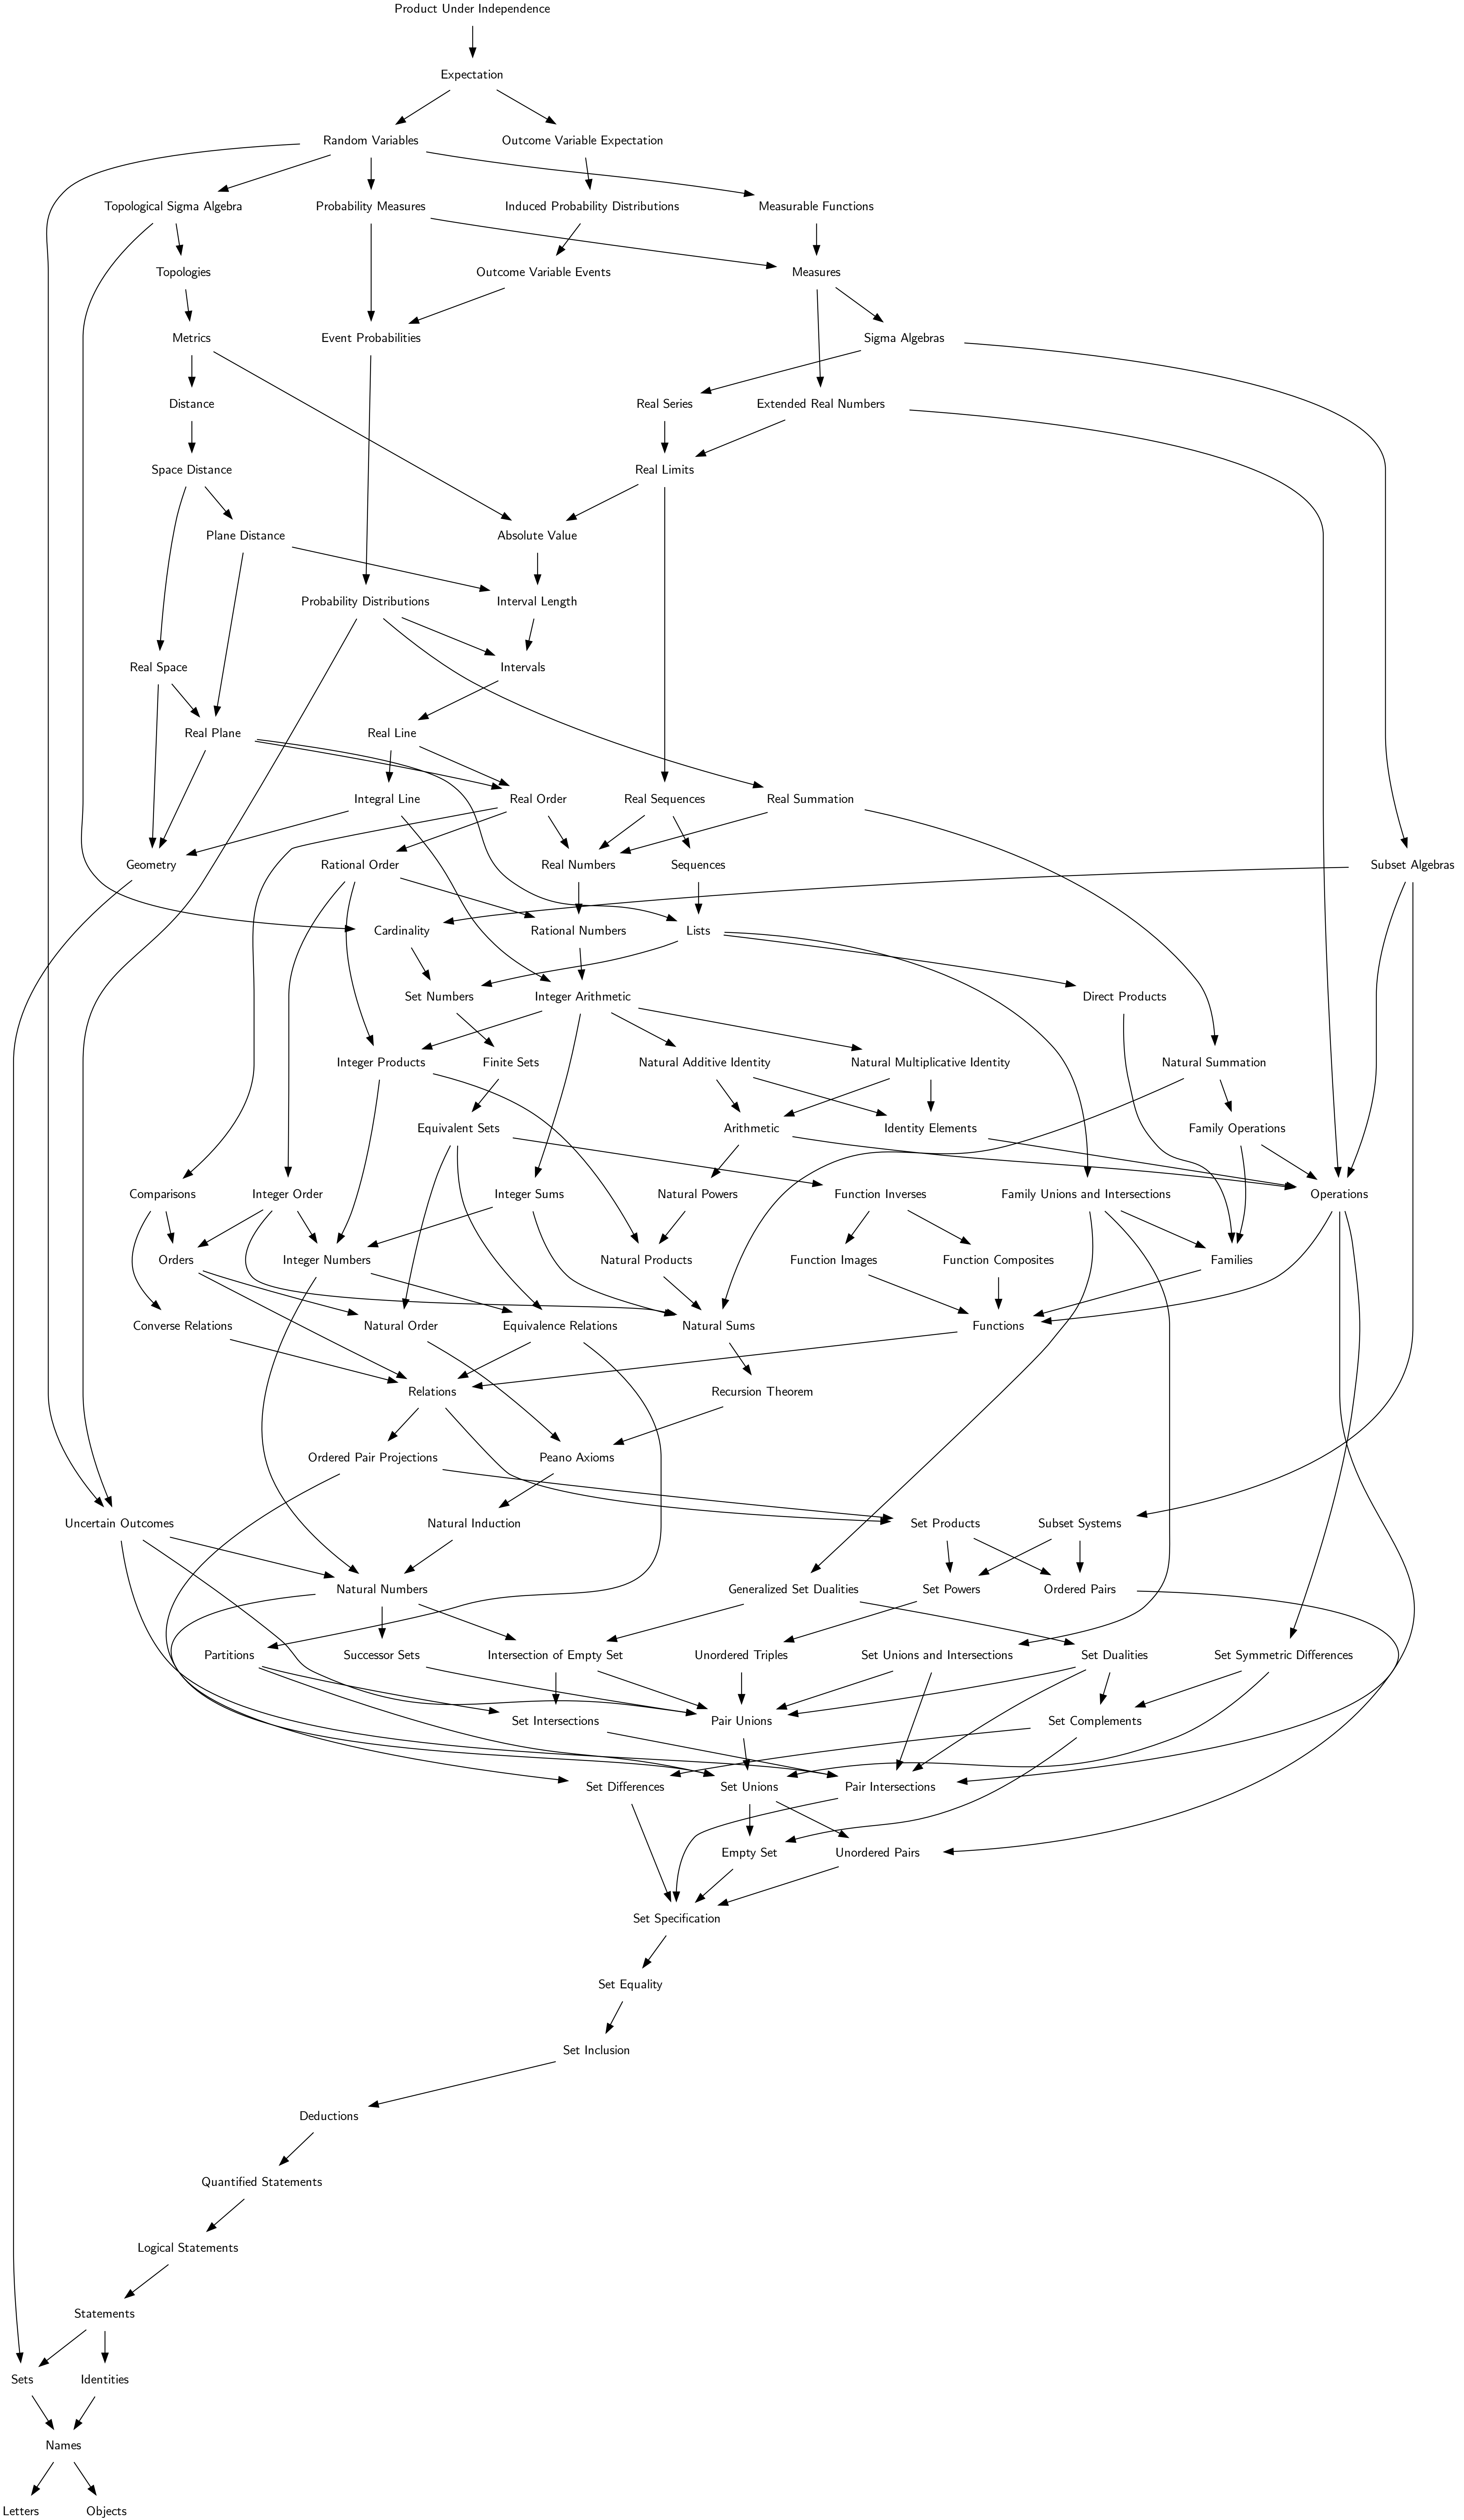 Product Under Independence
Expectation
Random Variables
Outcome Variable Expectation
Topological Sigma Algebra
Probability Measures
Induced Probability Distributions
Measurable Functions
Topologies
Outcome Variable Events
Measures
Metrics
Event Probabilities
Sigma Algebras
Distance
Real Series
Extended Real Numbers
Space Distance
Real Limits
Plane Distance
Absolute Value
Probability Distributions
Interval Length
Real Space
Intervals
Real Plane
Real Line
Integral Line
Real Order
Real Sequences
Real Summation
Geometry
Rational Order
Real Numbers
Sequences
Subset Algebras
Cardinality
Rational Numbers
Lists
Set Numbers
Integer Arithmetic
Direct Products
Integer Products
Finite Sets
Natural Additive Identity
Natural Multiplicative Identity
Natural Summation
Equivalent Sets
Arithmetic
Identity Elements
Family Operations
Comparisons
Integer Order
Integer Sums
Natural Powers
Function Inverses
Family Unions and Intersections
Operations
Orders
Integer Numbers
Natural Products
Function Images
Function Composites
Families
Converse Relations
Natural Order
Equivalence Relations
Natural Sums
Functions
Relations
Recursion Theorem
Ordered Pair Projections
Peano Axioms
Uncertain Outcomes
Natural Induction
Set Products
Subset Systems
Natural Numbers
Generalized Set Dualities
Set Powers
Ordered Pairs
Partitions
Successor Sets
Intersection of Empty Set
Unordered Triples
Set Unions and Intersections
Set Dualities
Set Symmetric Differences
Set Intersections
Pair Unions
Set Complements
Set Differences
Set Unions
Pair Intersections
Empty Set
Unordered Pairs
Set Specification
Set Equality
Set Inclusion
Deductions
Quantified Statements
Logical Statements
Statements
Sets
Identities
Names
Letters
Objects